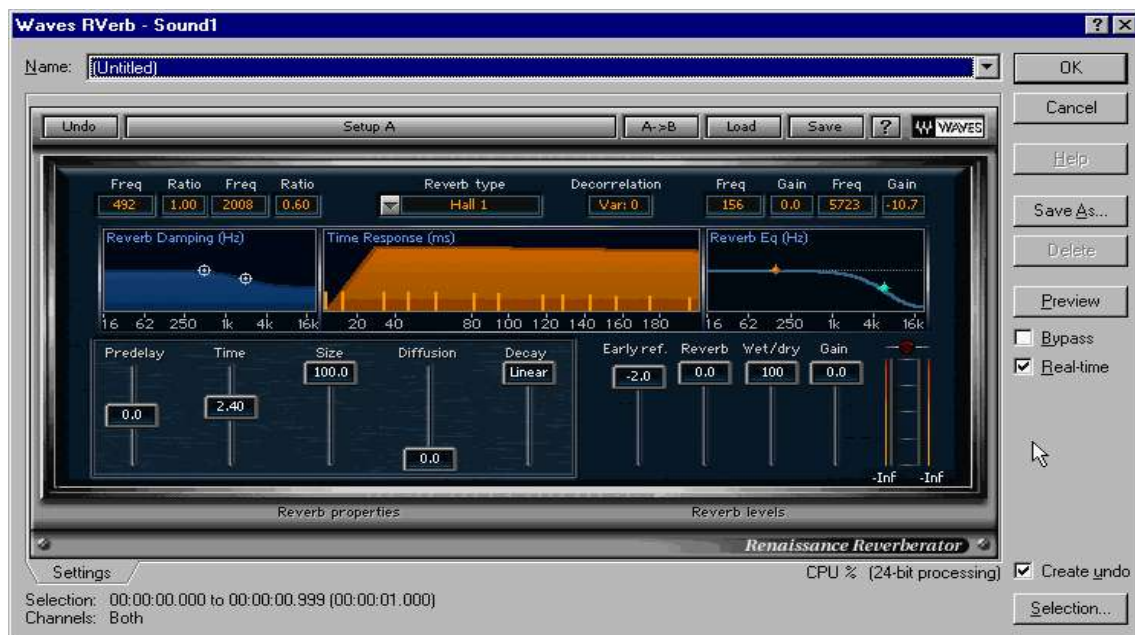 Waves RVerb - Sound1
Name: (Untitled)
OK
Cancel
Help
Save As...
Delete
Preview
Bypass
Real-time
Undo Setup A A->B Load Save ? WAVES
Freq Ratio Freq Ratio Reverb type Decorrelation Freq Gain Freq Gain
492 1.00 2008 0.60 Hall 1 Var: 0 156 0.0 5723 -10.7
Reverb Damping (Hz) Time Response (ms) Reverb Eq (Hz)
16 62 250 1k 4k 16k 20 40 80 100 120 140 160 180 16 62 250 1k 4k 16k
Predelay Time Size Diffusion Decay Early ref. Reverb Wet/dry Gain
0.0 2.40 100.0 0.0 Linear -2.0 0.0 100 0.0
-Inf -Inf
Reverb properties Reverb levels
Renaissance Reverberator
Settings CPU % (24-bit processing)
Create undo
Selection: 00:00:00.000 to 00:00:00.999 (00:00:01.000)
Channels: Both
Selection...